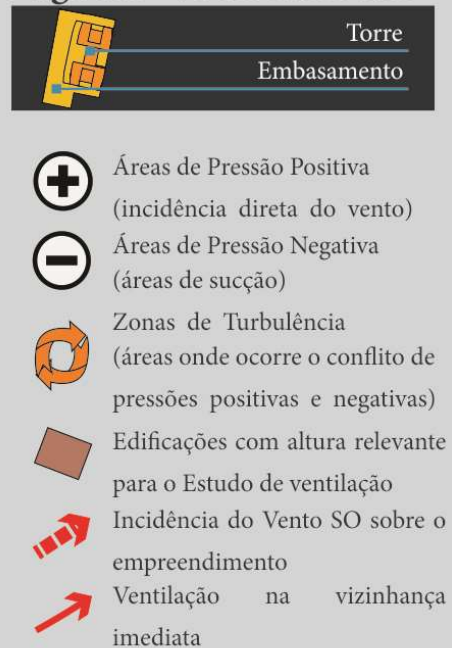 Torre
Embasamento
Áreas de Pressão Positiva
(incidência direta do vento)
Áreas de Pressão Negativa
(áreas de sucção)
Zonas de Turbulência
(áreas onde ocorre o conflito de
pressões positivas e negativas)
Edificações com altura relevante
para o Estudo de ventilação
Incidência do Vento SO sobre o
empreendimento
Ventilação na vizinhança
imediata